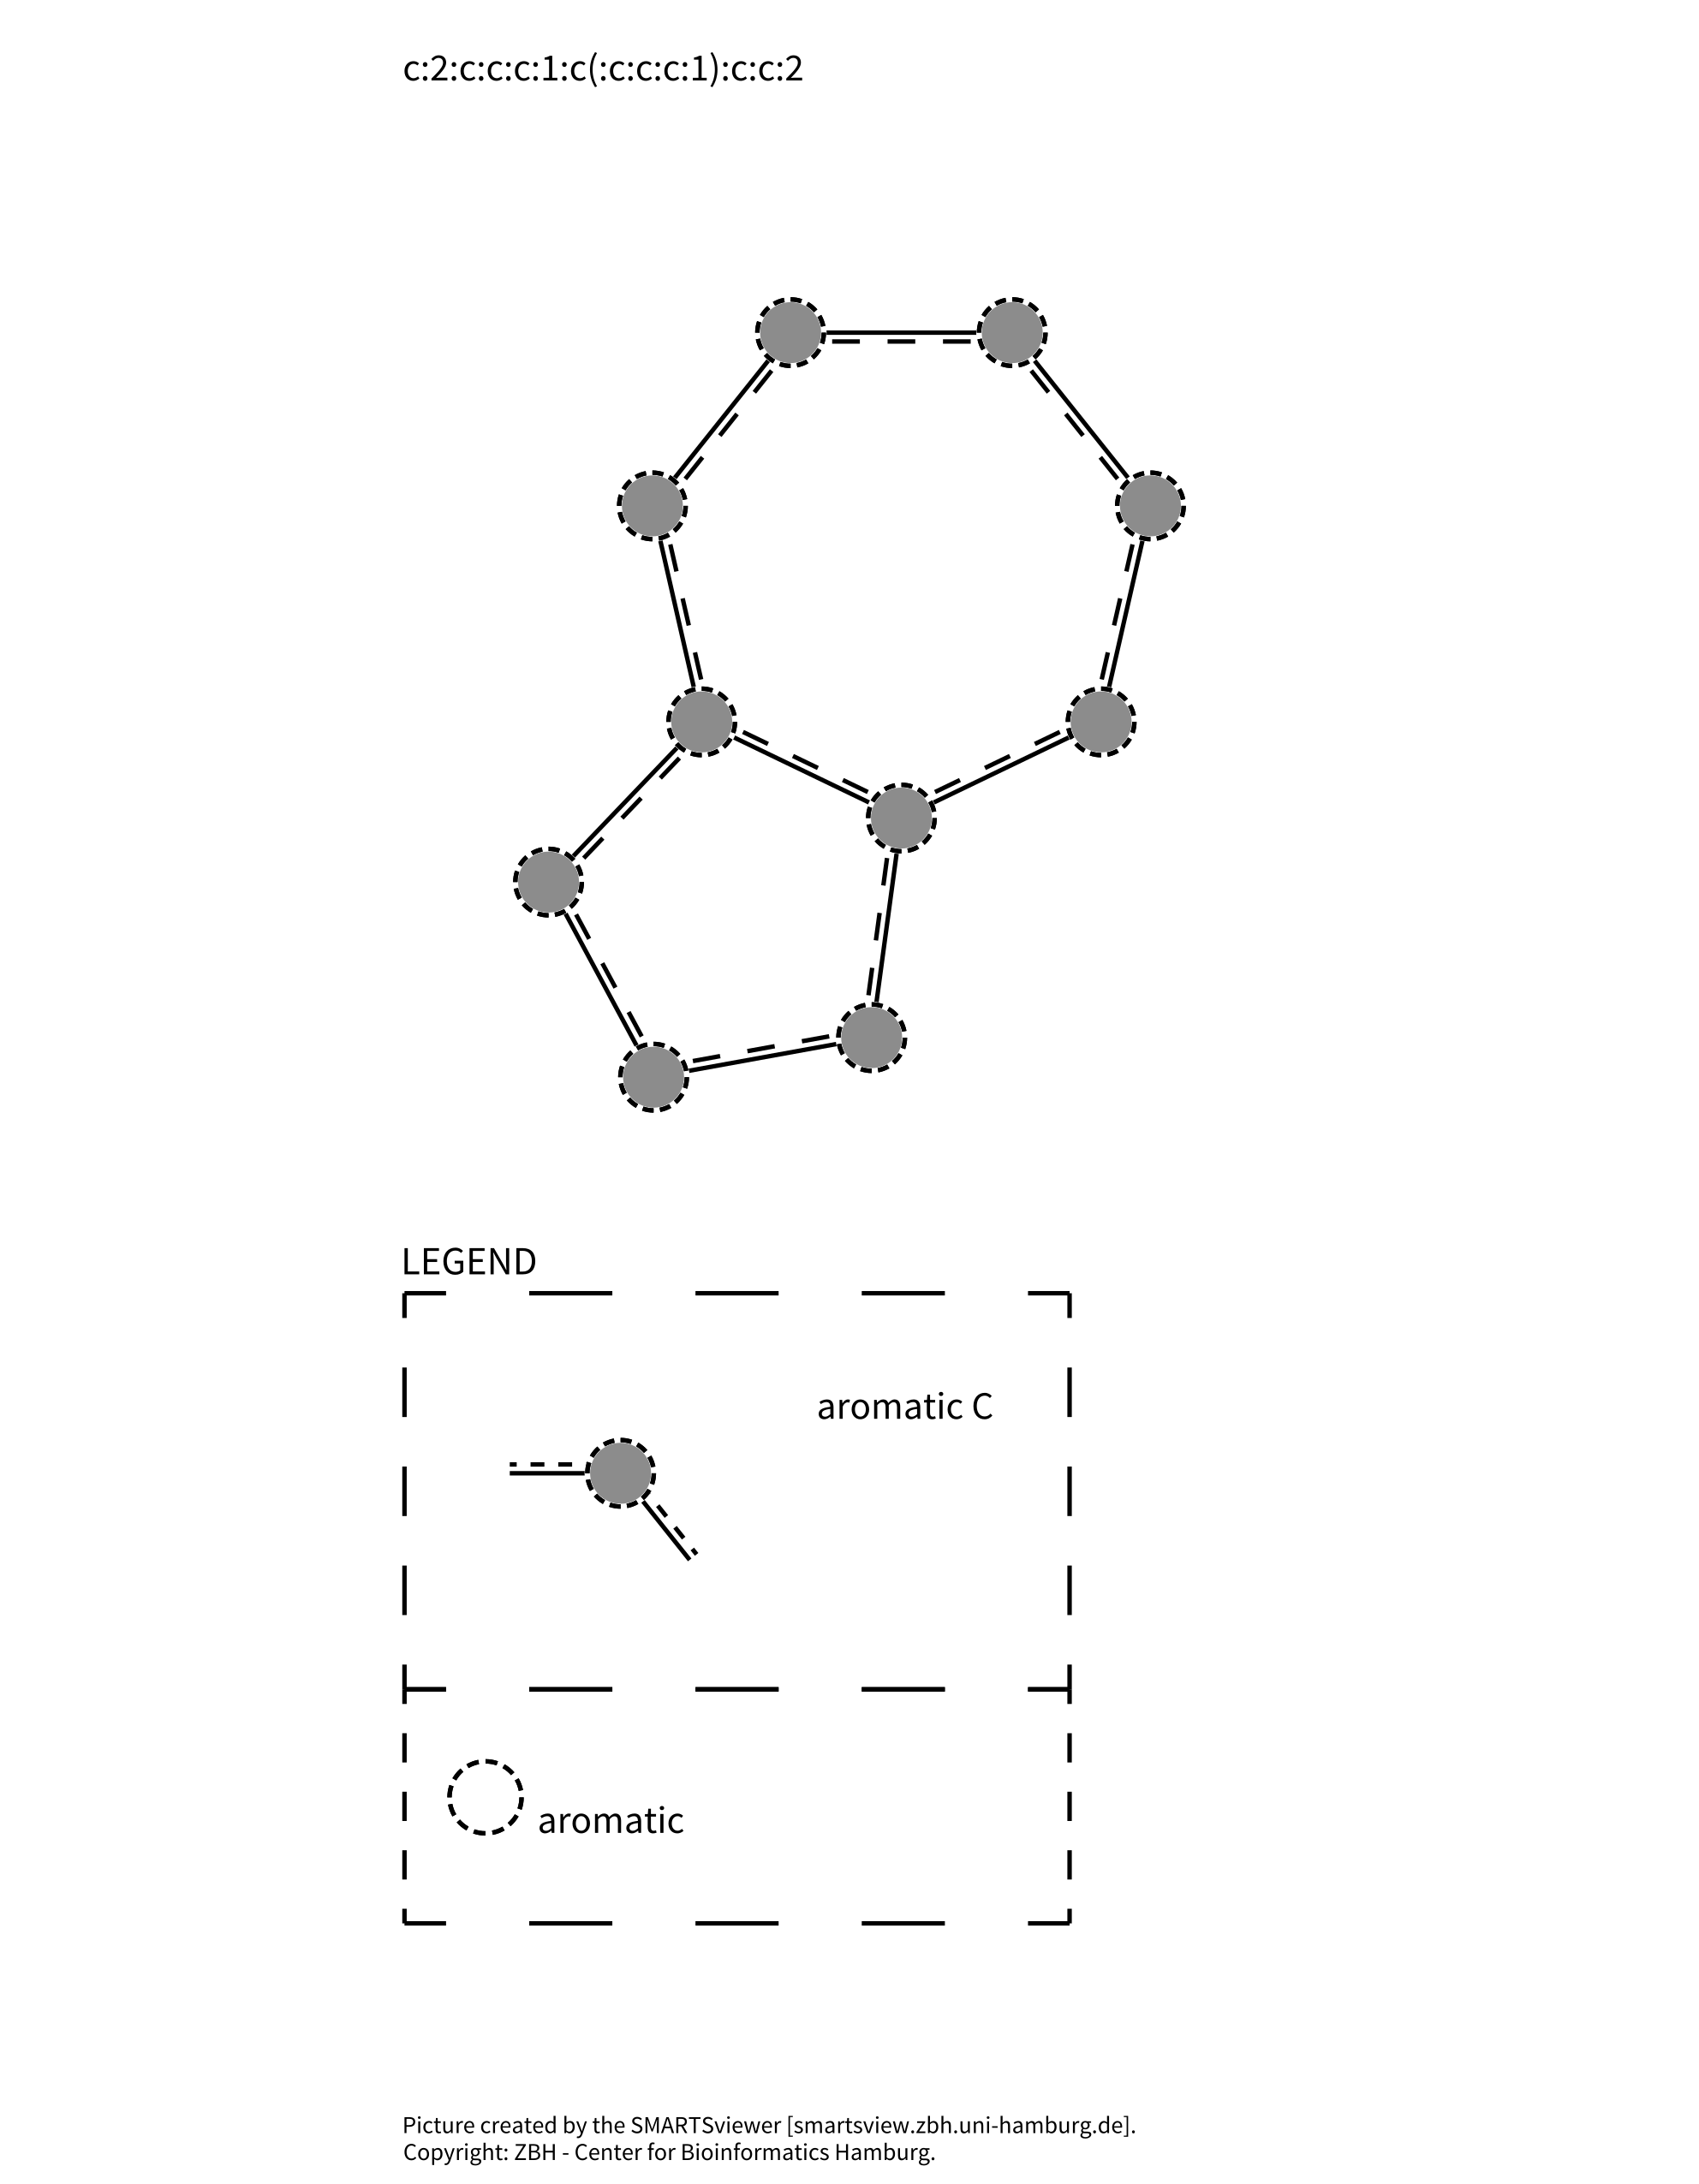 c:2:c:c:c:1:c(:c:c:c:1):c:c:2
LEGEND
aromatic C
aromatic
Picture created by the SMARTSviewer [smartsview.zbh.uni-hamburg.de].
Copyright: ZBH - Center for Bioinformatics Hamburg.